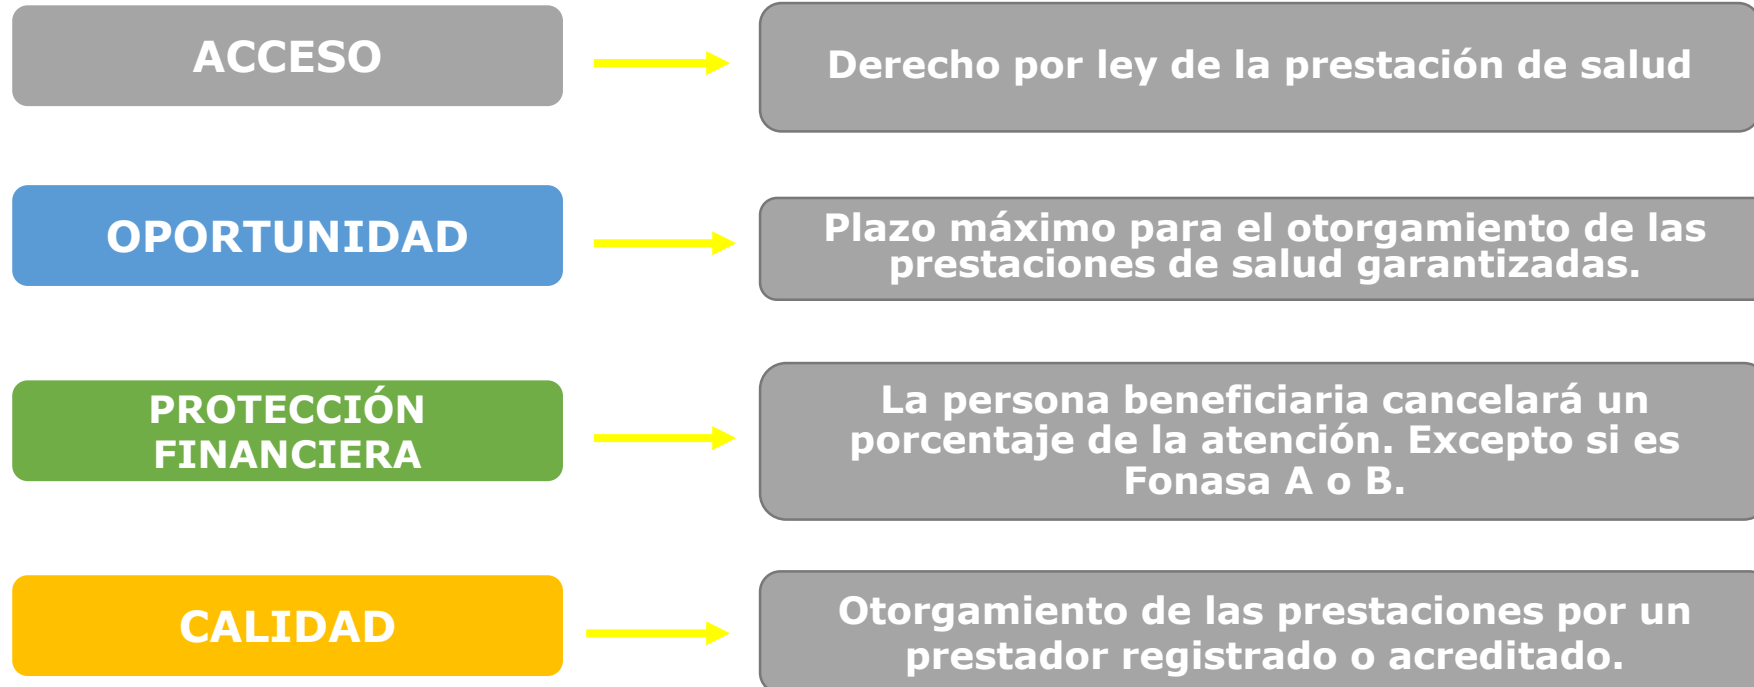 ACCESO
Derecho por ley de la prestación de salud
OPORTUNIDAD
Plazo máximo para el otorgamiento de las
prestaciones de salud garantizadas.
PROTECCIÓN
FINANCIERA
La persona beneficiaria cancelará un
porcentaje de la atención. Excepto si es
Fonasa A o B.
CALIDAD
Otorgamiento de las prestaciones por un
prestador registrado o acreditado.